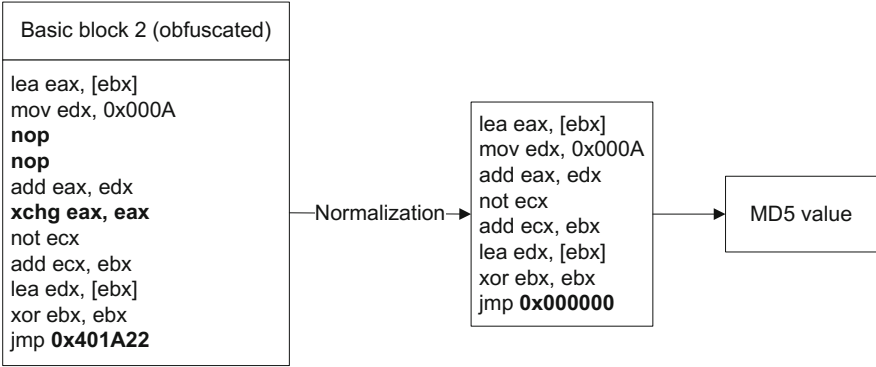 Basic block 2 (obfuscated)
lea eax, [ebx]
mov edx, 0x000A
nop
nop
add eax, edx
xchg eax, eax
not ecx
add ecx, ebx
lea edx, [ebx]
xor ebx, ebx
jmp 0x401A22
Normalization
lea eax, [ebx]
mov edx, 0x000A
add eax, edx
not ecx
add ecx, ebx
lea edx, [ebx]
xor ebx, ebx
jmp 0x000000
MD5 value